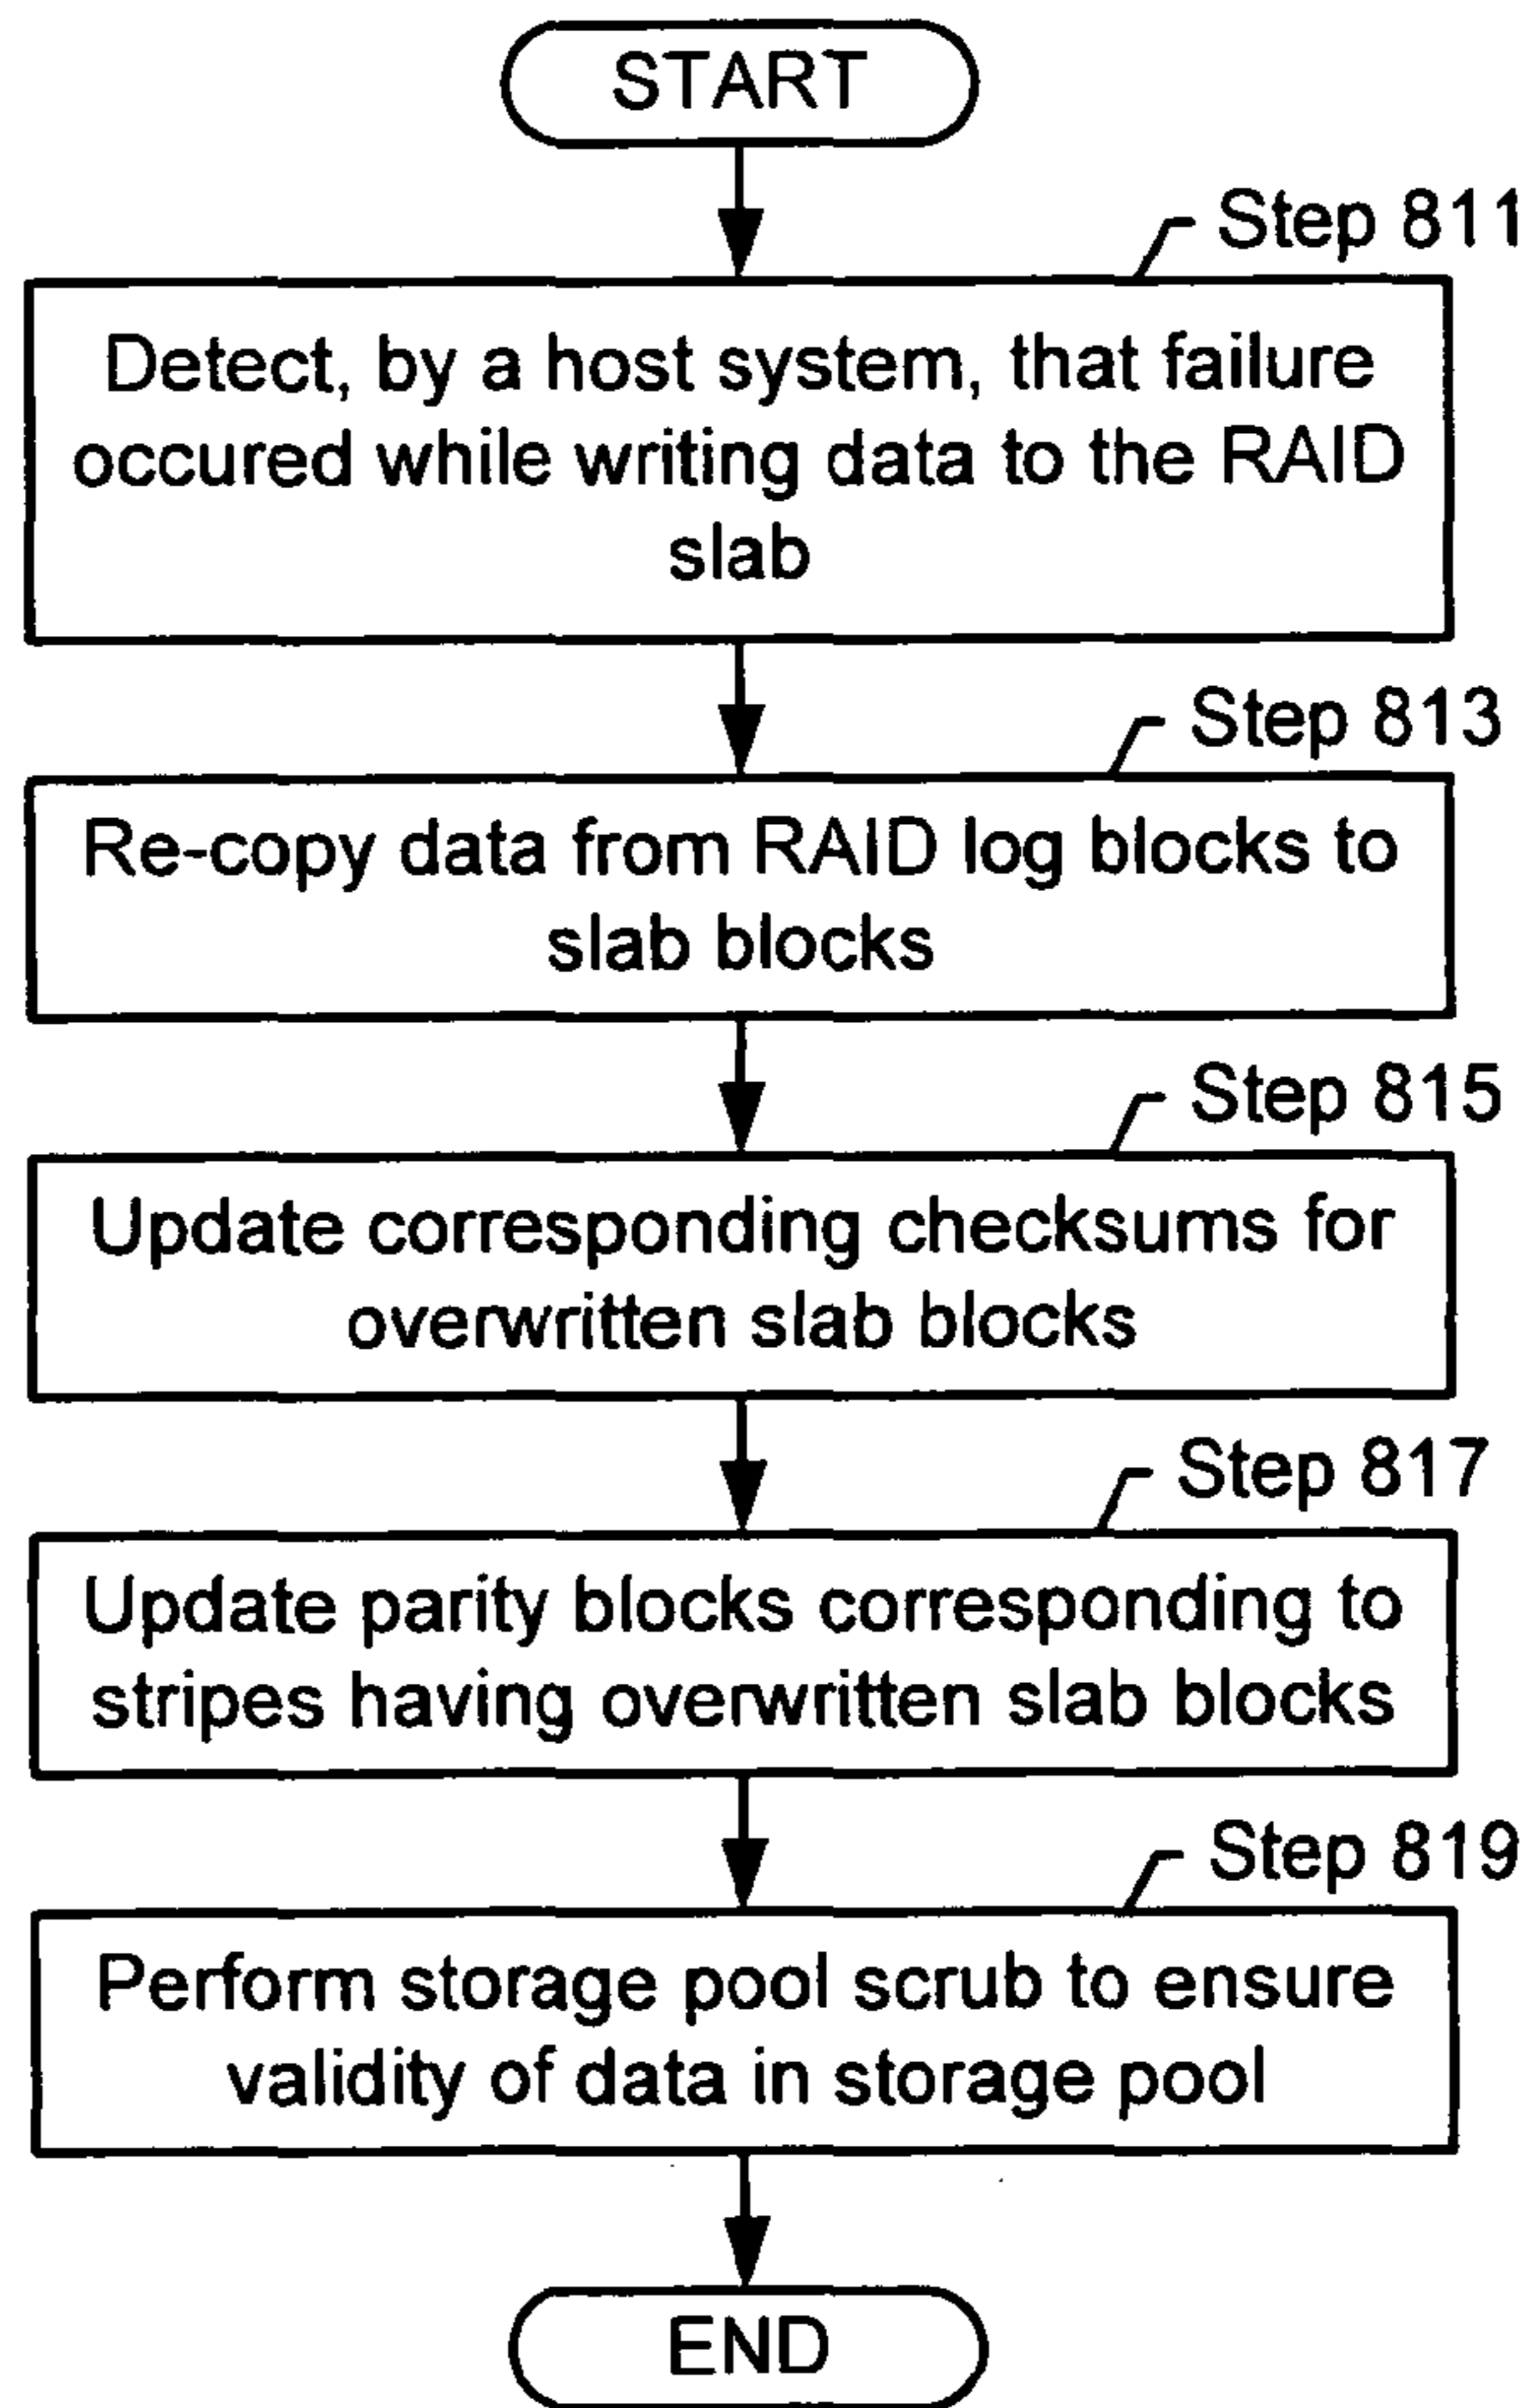 START
Step 811
Detect, by a host system, that failure
occured while writing data to the RAID
slab
Step 813
Re-copy data from RAID log blocks to
slab blocks
Step 815
Update corresponding checksums for
overwritten slab blocks
Step 817
Update parity blocks corresponding to
stripes having overwritten slab blocks
Step 819
Perform storage pool scrub to ensure
validity of data in storage pool
END